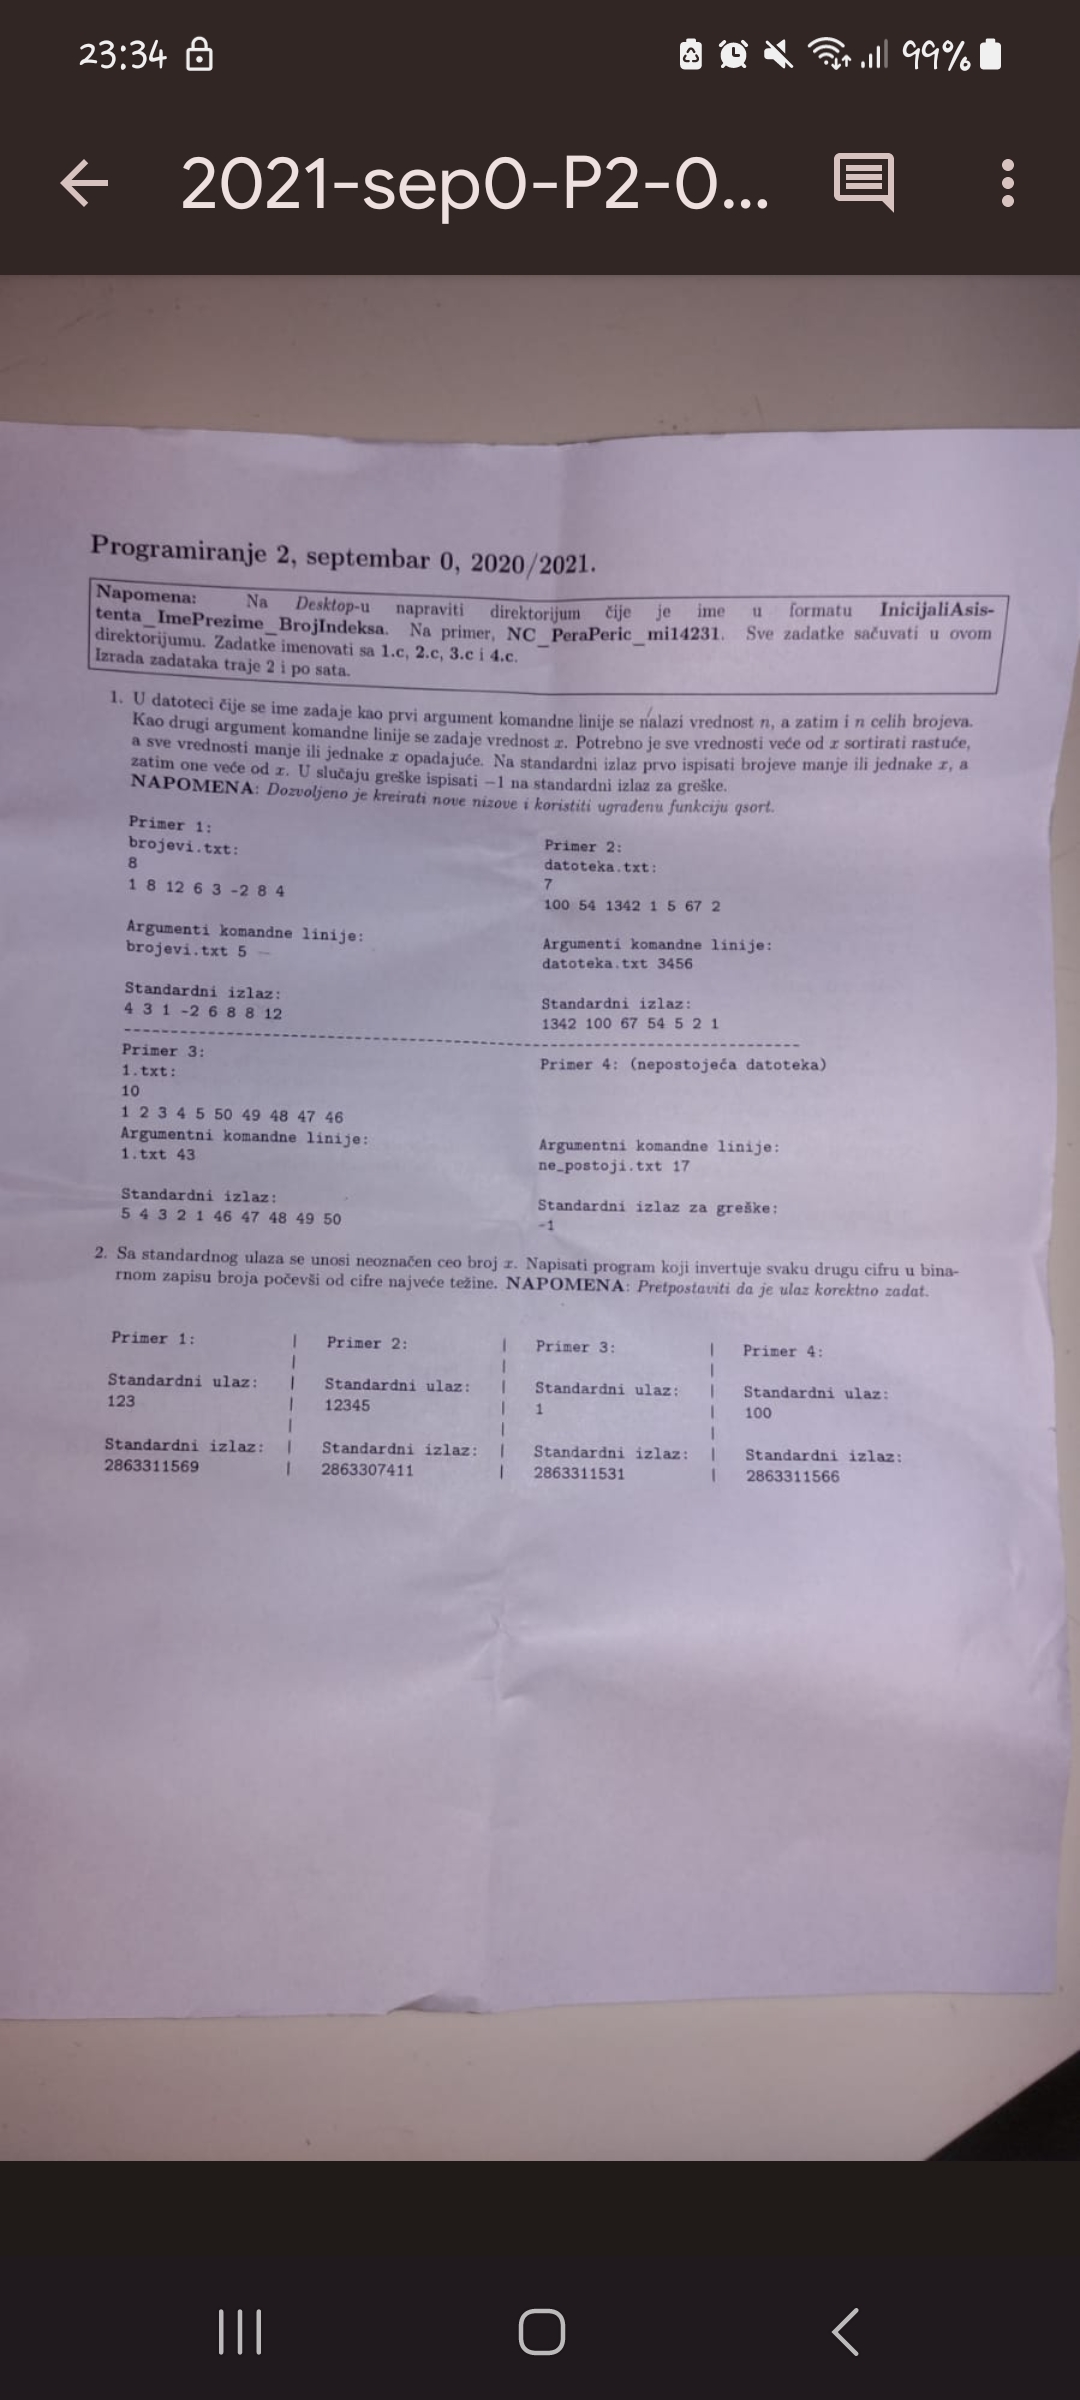 23:34
99%
2021-sep0-P2-0...
Programiranje 2, septembar 0, 2020/2021.
Napomena: Na Desktop-u napraviti direktorijum čije je ime u formatu InicijaliAsis-
tenta_ImePrezime_BrojIndeksa. Na primer, NC_PeraPeric_mi14231. Sve zadatke sačuvati u ovom
direktorijumu. Zadatke imenovati sa 1.c, 2.c, 3.c i 4.c.
Izrada zadataka traje 2 i po sata.
1. U datoteci čije se ime zadaje kao prvi argument komandne linije se nalazi vrednost n, a zatim i n celih brojeva.
Kao drugi argument komandne linije se zadaje vrednost x. Potrebno je sve vrednosti veće od x sortirati rastuće,
a sve vrednosti manje ili jednake x opadajuće. Na standardni izlaz prvo ispisati brojeve manje ili jednake x, a
zatim one veće od x. U slučaju greške ispisati −1 na standardni izlaz za greške.
NAPOMENA: Dozvoljeno je kreirati nove nizove i koristiti ugrađenu funkciju qsort.
Primer 1:
brojevi.txt:
8
1 8 12 6 3 -2 8 4
Argumenti komandne linije:
brojevi.txt 5
Standardni izlaz:
4 3 1 -2 6 8 8 12
Primer 2:
datoteka.txt:
7
100 54 1342 1 5 67 2
Argumenti komandne linije:
datoteka.txt 3456
Standardni izlaz:
1342 100 67 54 5 2 1
--------------------------------------------------------------------------------
Primer 3:
1.txt:
10
1 2 3 4 5 50 49 48 47 46
Argumentni komandne linije:
1.txt 43
Standardni izlaz:
5 4 3 2 1 46 47 48 49 50
Primer 4: (nepostojeća datoteka)
Argumentni komandne linije:
ne_postoji.txt 17
Standardni izlaz za greške:
-1
2. Sa standardnog ulaza se unosi neoznačen ceo broj x. Napisati program koji invertuje svaku drugu cifru u bina-
rnom zapisu broja počevši od cifre najveće težine. NAPOMENA: Pretpostaviti da je ulaz korektno zadat.
Primer 1: | Primer 2: | Primer 3: | Primer 4:
| | |
Standardni ulaz: | Standardni ulaz: | Standardni ulaz: | Standardni ulaz:
123 | 12345 | 1 | 100
| | |
Standardni izlaz: | Standardni izlaz: | Standardni izlaz: | Standardni izlaz:
2863311569 | 2863307411 | 2863311531 | 2863311566